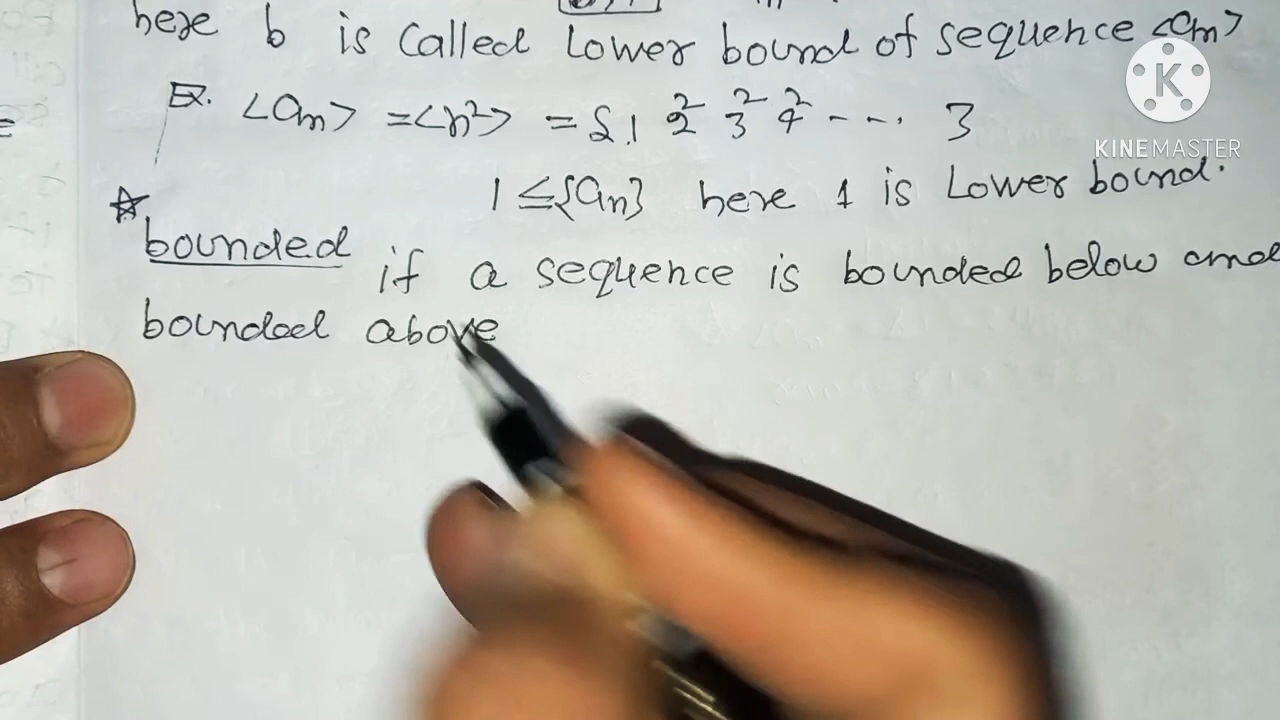 here b is called Lower bound of sequence <an>
K
Ex. <an> = <n²> = {1 2² 3² 4² - - - }
KINEMASTER
1 ≤ {an} here 1 is Lower bound.
bounded if a sequence is bounded below and
bounded above